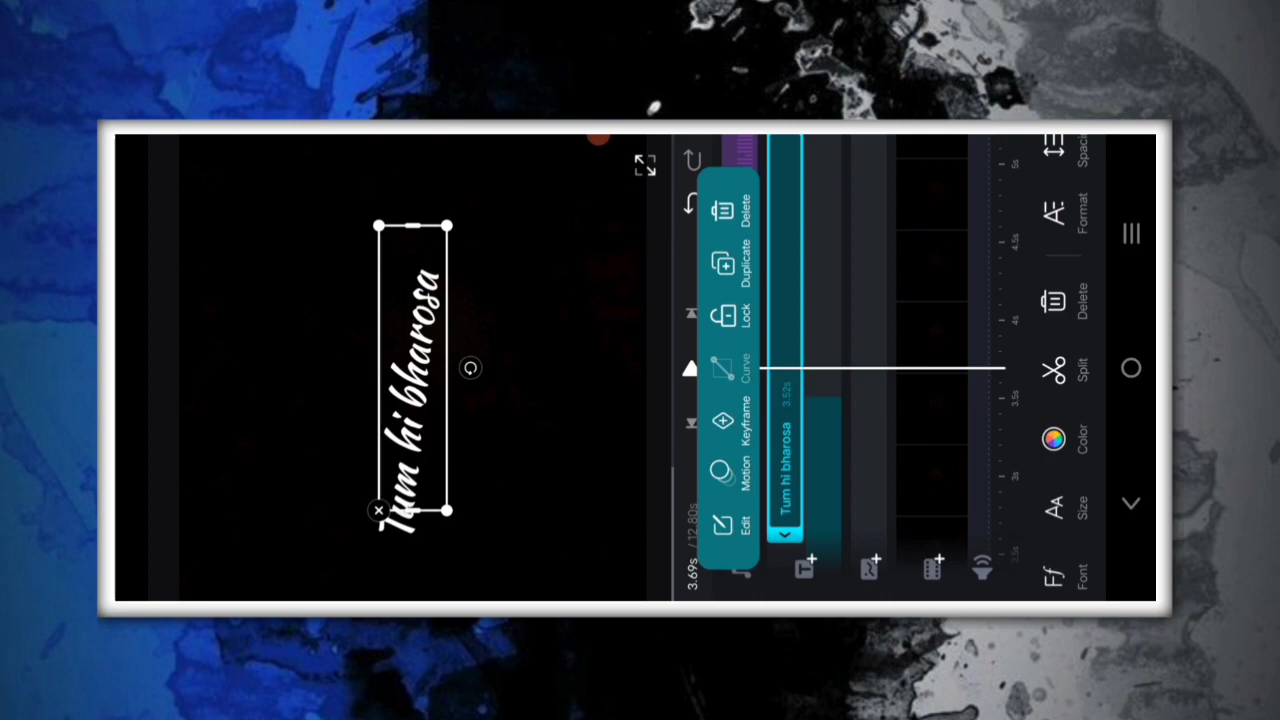 Tum hi bharosa
3.69s / 12.80s
Edit
Motion
Keyframe
Curve
Lock
Duplicate
Delete
Tum hi bharosa 3.52s
3s
3.5s
4s
4.5s
5s
Font
Size
Color
Split
Delete
Format